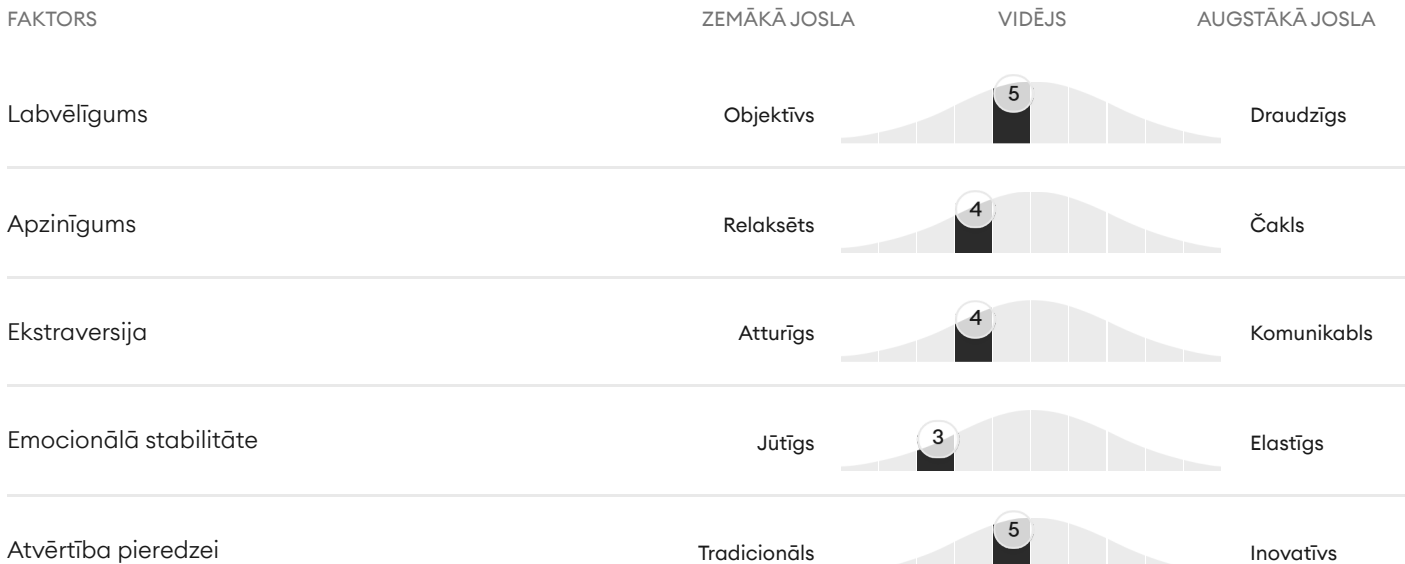 FAKTORS ZEMĀKĀ JOSLA VIDĒJS AUGSTĀKĀ JOSLA
Labvēlīgums Objektīvs 5 Draudzīgs
Apzinīgums Relaksēts 4 Čakls
Ekstraversija Atturīgs 4 Komunikabls
Emocionālā stabilitāte Jūtīgs 3 Elastīgs
Atvērtība pieredzei Tradicionāls 5 Inovatīvs